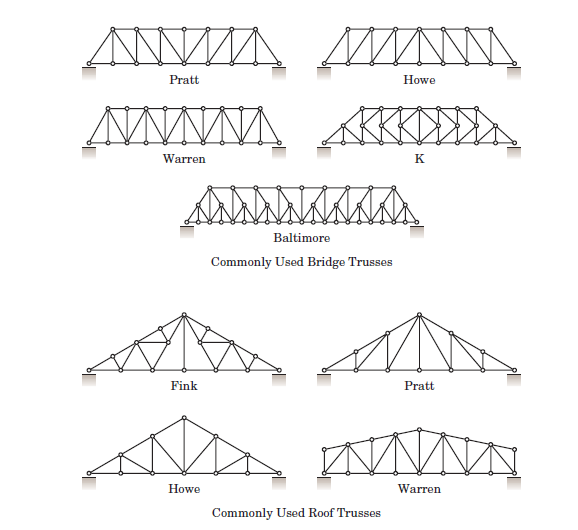 Pratt
Howe
Warren
K
Baltimore
Commonly Used Bridge Trusses
Fink
Pratt
Howe
Warren
Commonly Used Roof Trusses